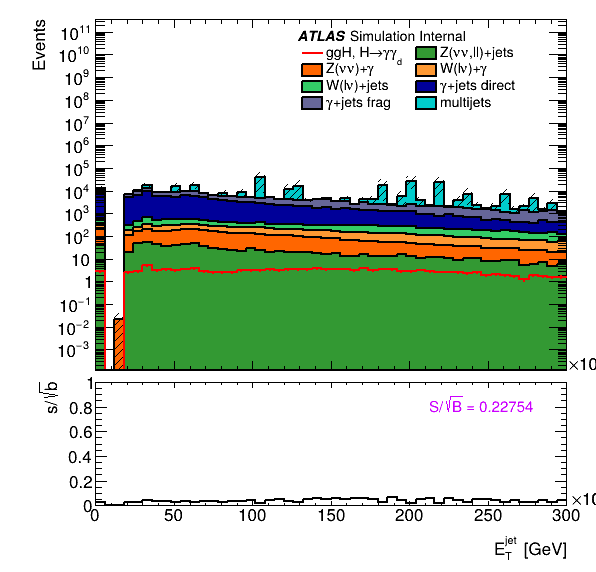 Events
ATLAS Simulation Internal
ggH, H→γγ_d
Z(νν,ll)+jets
Z(νν)+γ
W(lν)+γ
W(lν)+jets
γ+jets direct
γ+jets frag
multijets
10^11
10^10
10^9
10^8
10^7
10^6
10^5
10^4
10^3
10^2
10
1
10^−1
10^−2
10^−3
×10
s/√b
S/√B = 0.22754
1
0.8
0.6
0.4
0.2
0
×10
0 50 100 150 200 250 300
E_T^jet [GeV]